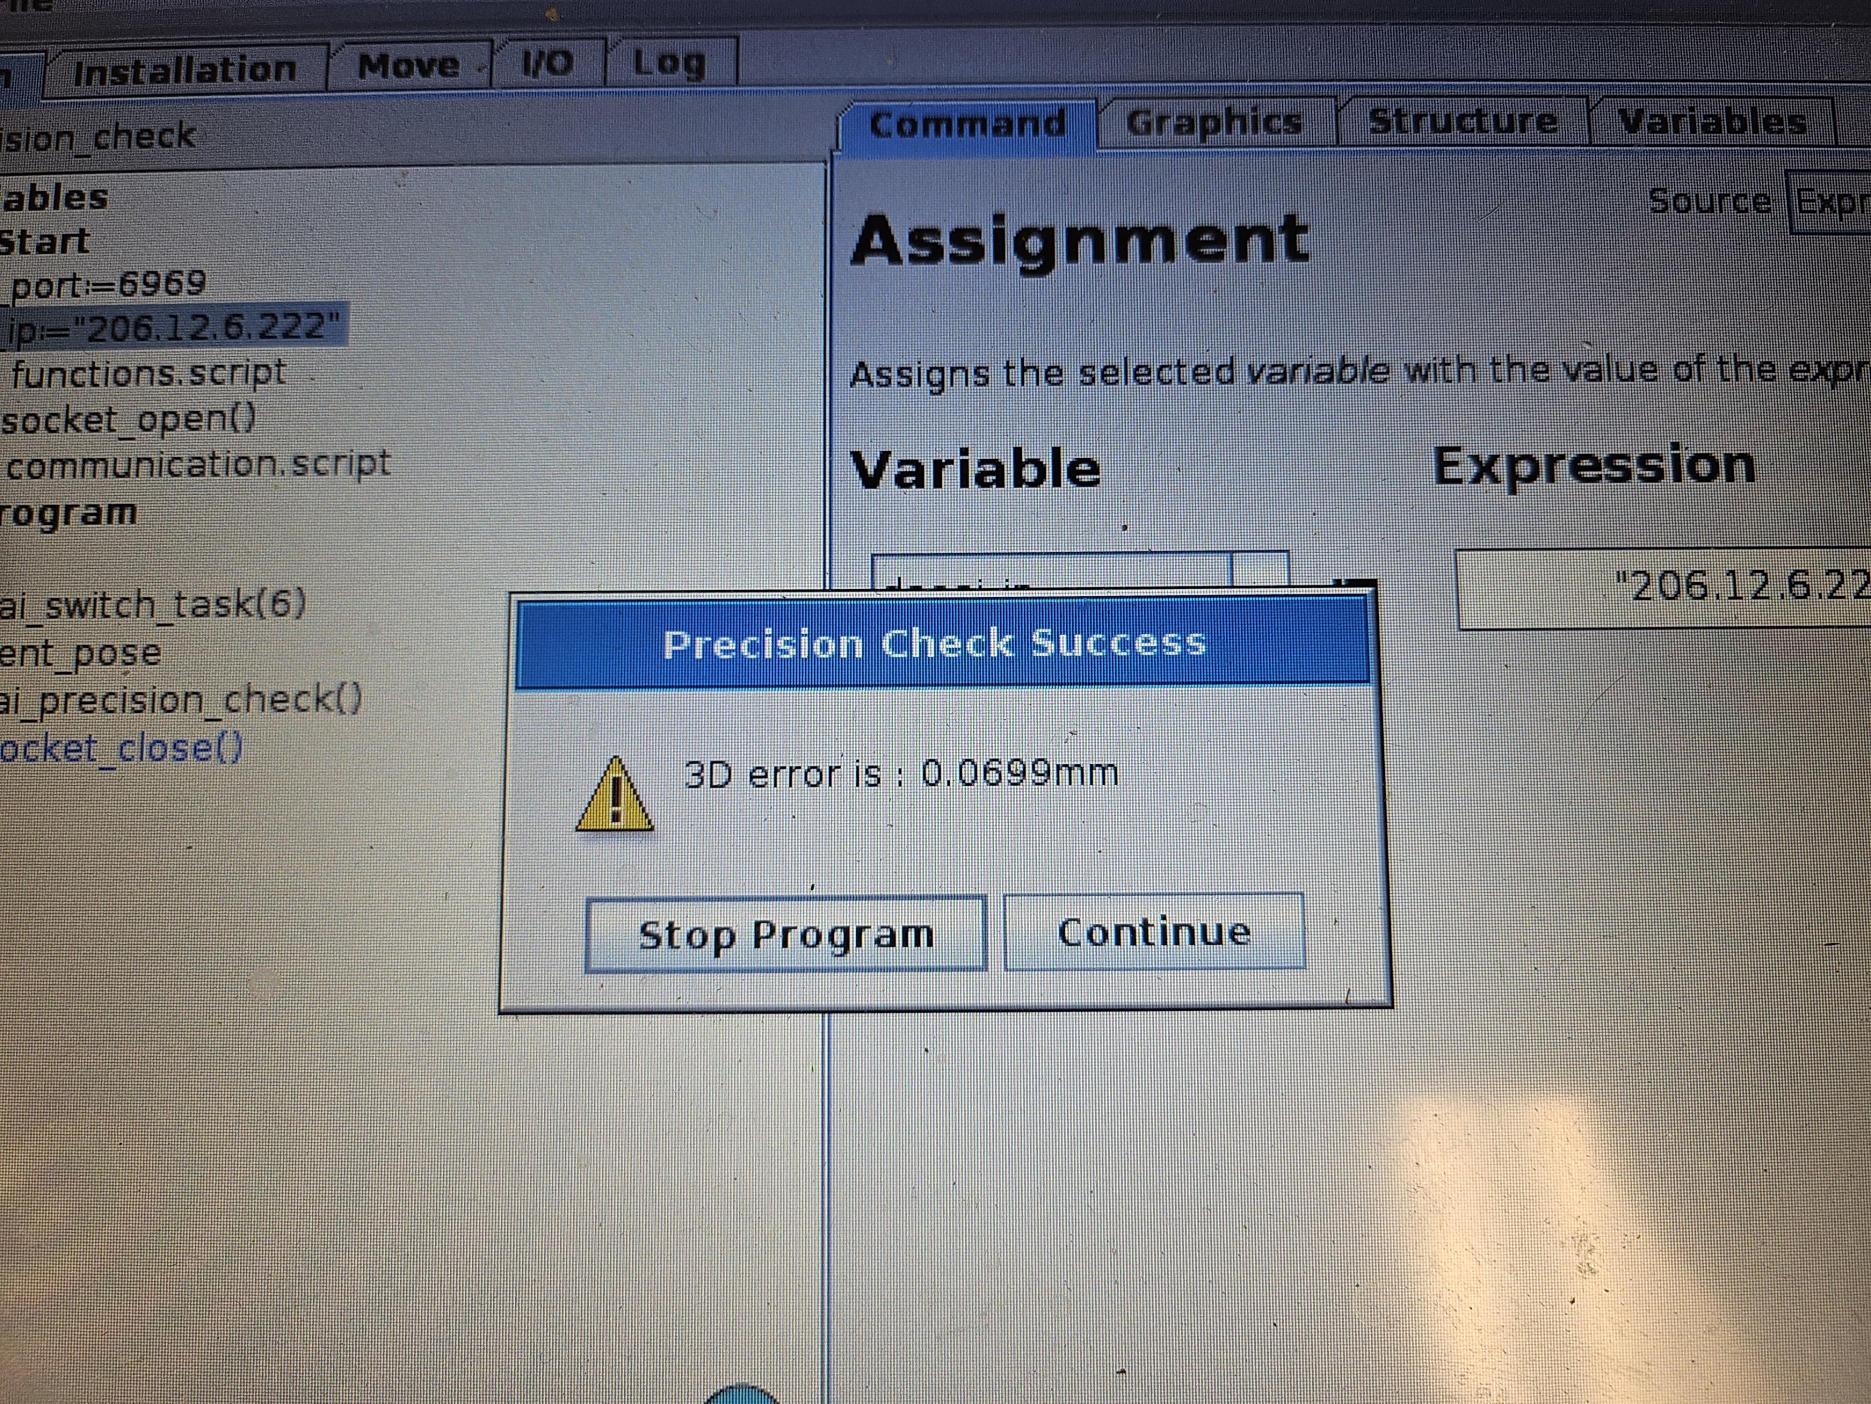 Installation Move I/O Log
ision_check
Command Graphics Structure Variables
ables
Start
_port:=6969
_ip:="206.12.6.222"
functions.script
socket_open()
communication.script
rogram
ai_switch_task(6)
ent_pose
ai_precision_check()
ocket_close()
Source Expr
Assignment
Assigns the selected variable with the value of the expr
Variable Expression
"206.12.6.22
Precision Check Success
3D error is : 0.0699mm
Stop Program Continue